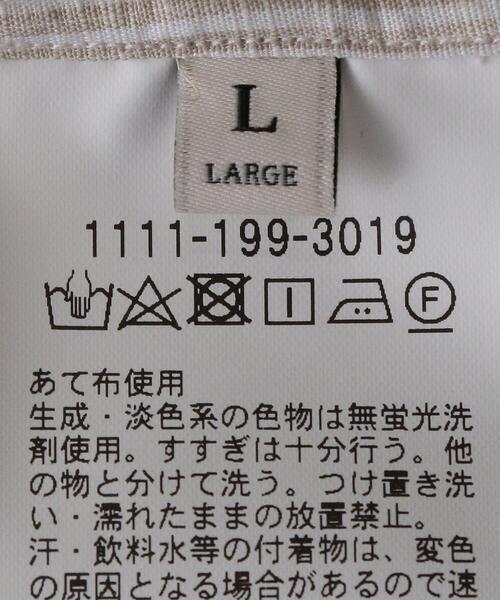 L
LARGE
1111-199-3019
F
あて布使用
生成・淡色系の色物は無蛍光洗
剤使用。すすぎは十分行う。他
の物と分けて洗う。つけ置き洗
い・濡れたままの放置禁止。
汗・飲料水等の付着物は、変色
の原因となる場合があるので速